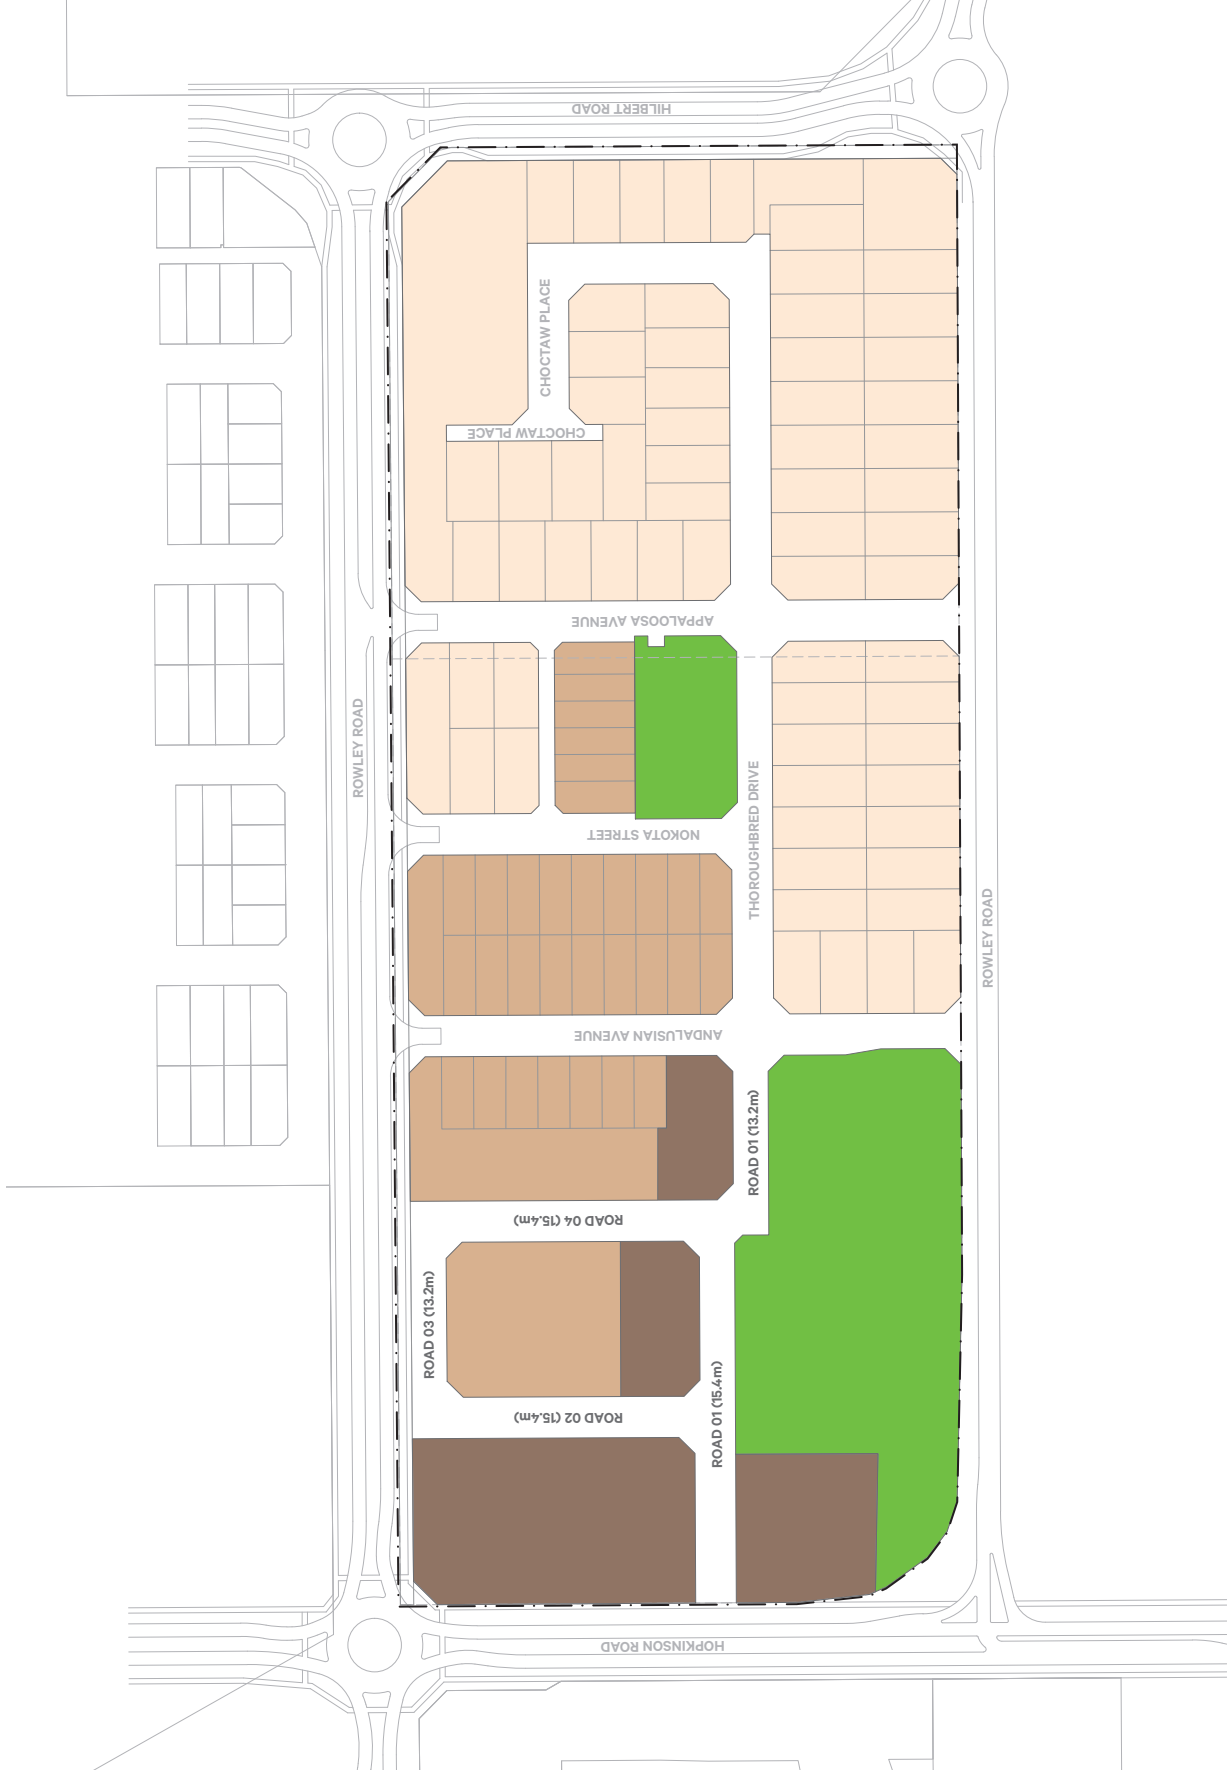 HILBERT ROAD
CHOCTAW PLACE
CHOCTAW PLACE
APPALOOSA AVENUE
ROWLEY ROAD
THOROUGHBRED DRIVE
NOKOTA STREET
ROWLEY ROAD
ANDALUSIAN AVENUE
ROAD 01 (13.2m)
ROAD 04 (15.4m)
ROAD 03 (13.2m)
ROAD 01 (15.4m)
ROAD 02 (15.4m)
HOPKINSON ROAD